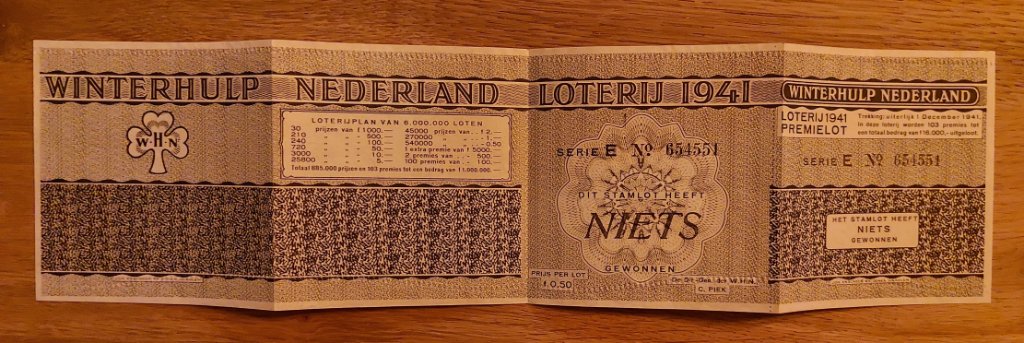 WINTERHULP NEDERLAND LOTERIJ 1941
W·H·N
LOTERIJPLAN VAN 6.000.000 LOTEN
30 prijzen van f 1000.— 45000 prijzen van f 2.—
210 „ „ „ 500.— 270000 „ „ „ 1.—
240 „ „ „ 100.— 540000 „ „ „ -0.50
720 „ „ „ 50.— 1 extra premie van f 5000.—
3000 „ „ „ 10.— 2 premies van „ 500.—
25800 „ „ „ 5.— 100 premies van „ 100.—
Totaal 885.000 prijzen en 103 premies tot een bedrag van f 1.000.000.—
SERIE E No 654551
DIT STAMLOT HEEFT
NIETS
GEWONNEN
PRIJS PER LOT
f 0.50
De Dir.-Gen. der W.H.N.
C. PIEK
WINTERHULP NEDERLAND
LOTERIJ 1941
PREMIELOT
Trekking: uiterlijk 1 December 1941.
In deze loterij worden 103 premies tot
een totaal bedrag van f 16.000,- uitgeloot.
SERIE E No 654551
HET STAMLOT HEEFT
NIETS
GEWONNEN